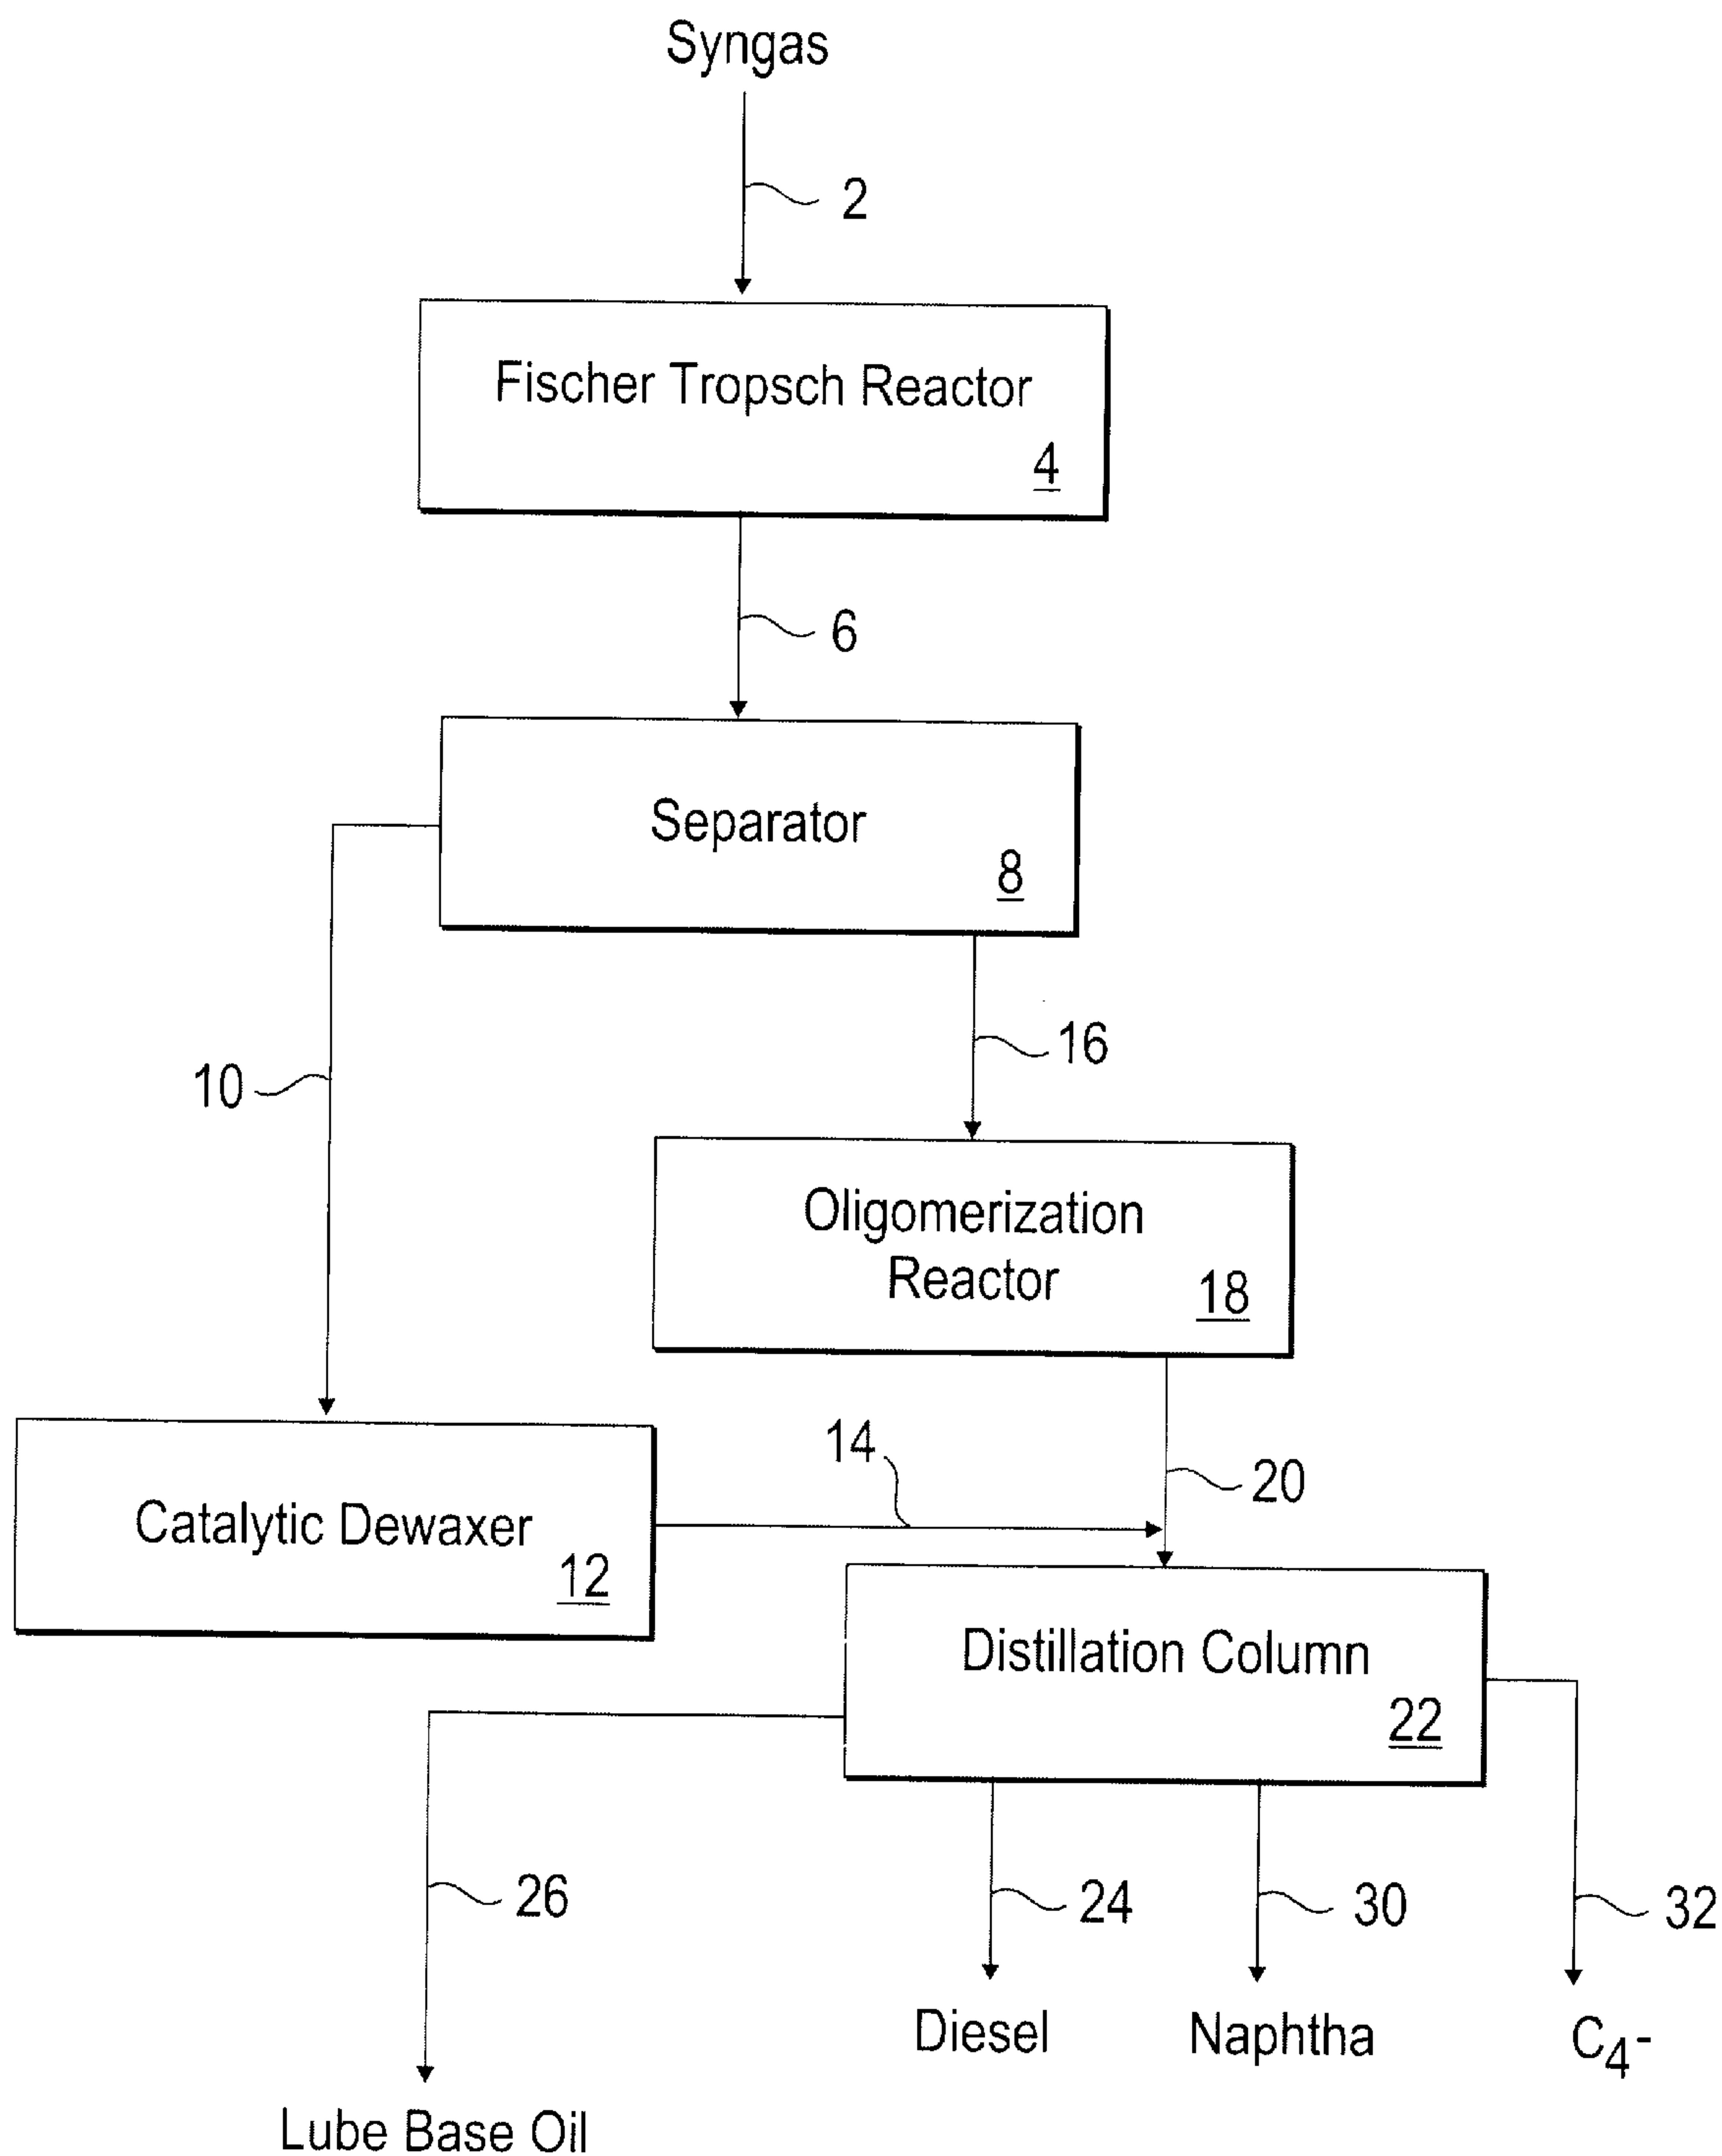 Syngas
2
Fischer Tropsch Reactor
4
6
Separator
8
10
16
Oligomerization
Reactor
18
14
20
Catalytic Dewaxer
12
Distillation Column
22
26
24
30
32
Diesel
Naphtha
C₄-
Lube Base Oil